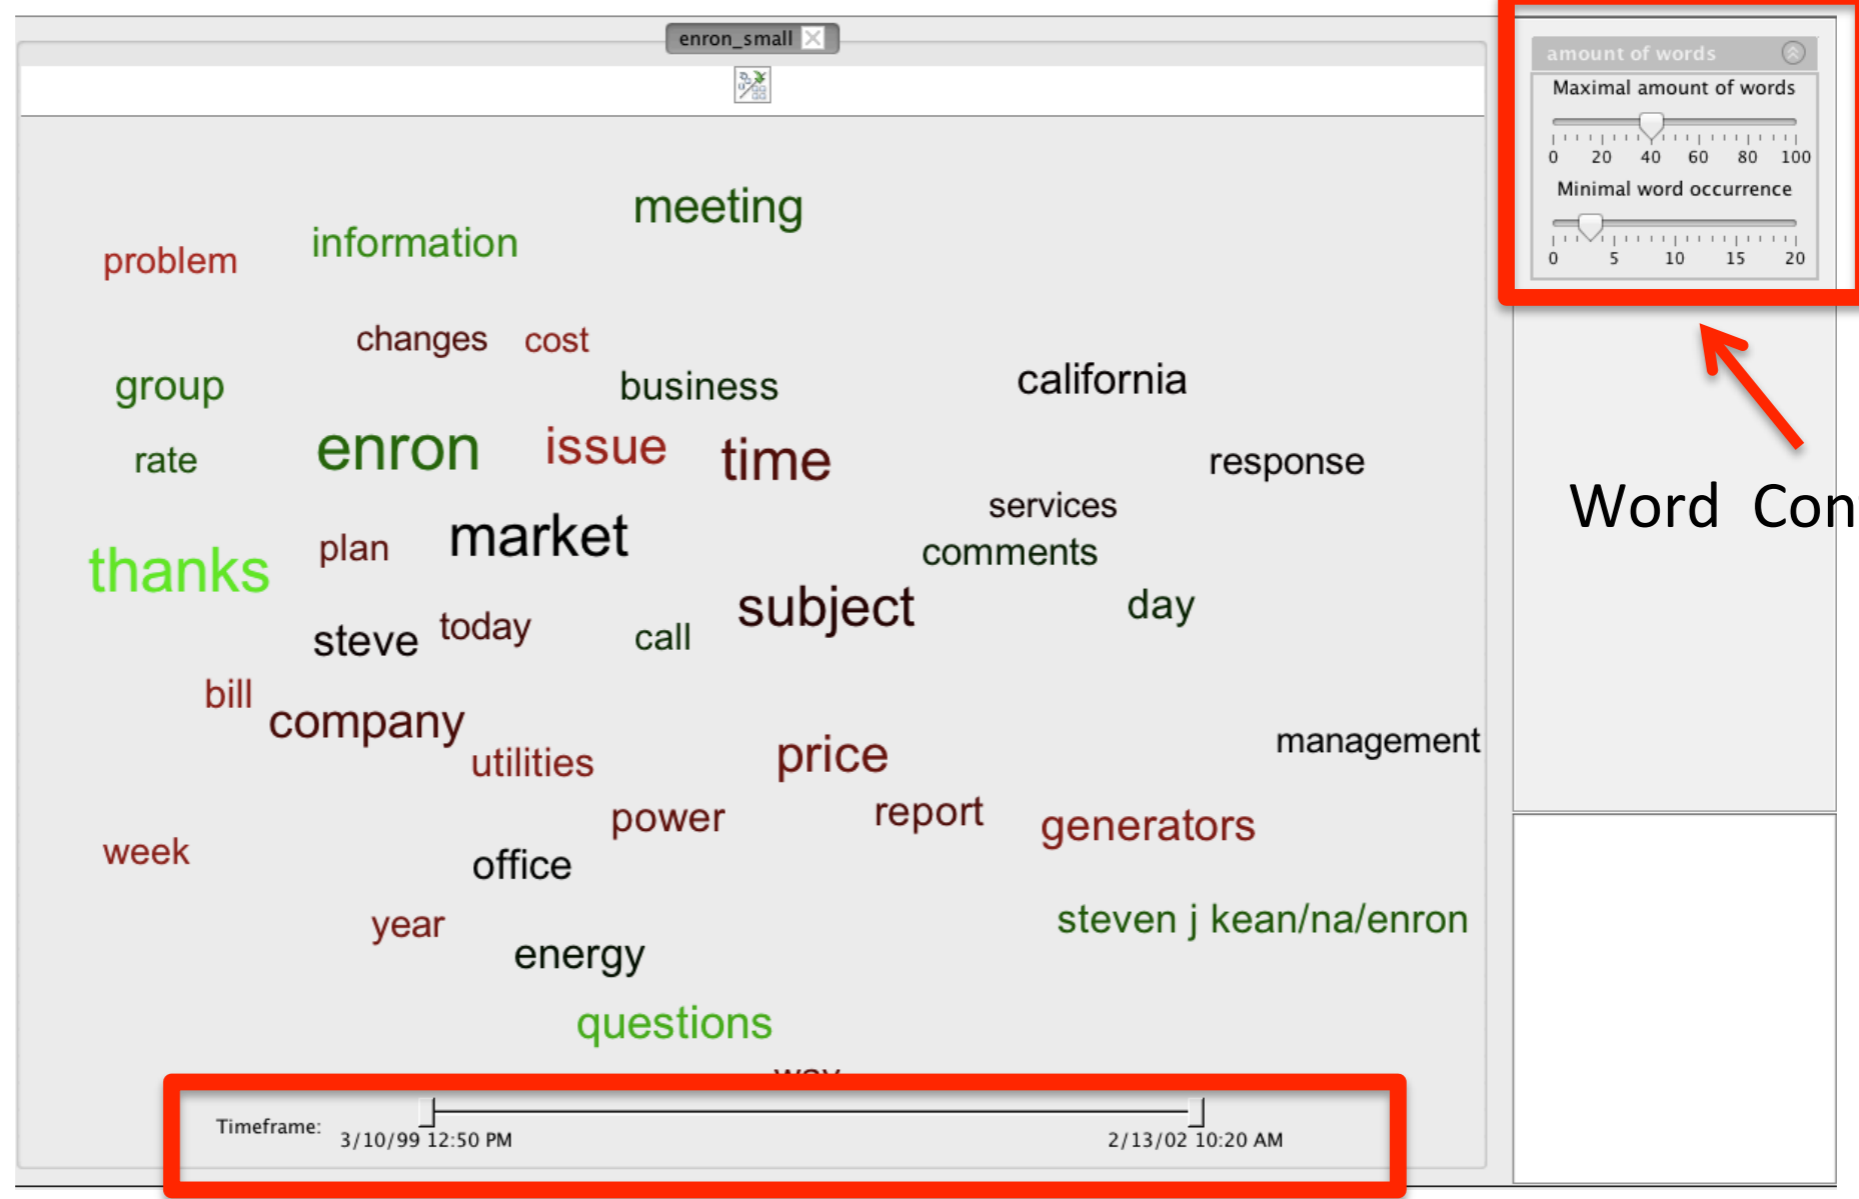 enron_small
amount of words
Maximal amount of words
0 20 40 60 80 100
Minimal word occurrence
0 5 10 15 20
meeting
information
problem
changes cost
group business california
enron issue time
rate response
services
market
plan comments
thanks
subject day
steve today call
bill
company
utilities price management
power report generators
week
office
year steven j kean/na/enron
energy
questions
way
Word Con
Timeframe:
3/10/99 12:50 PM 2/13/02 10:20 AM